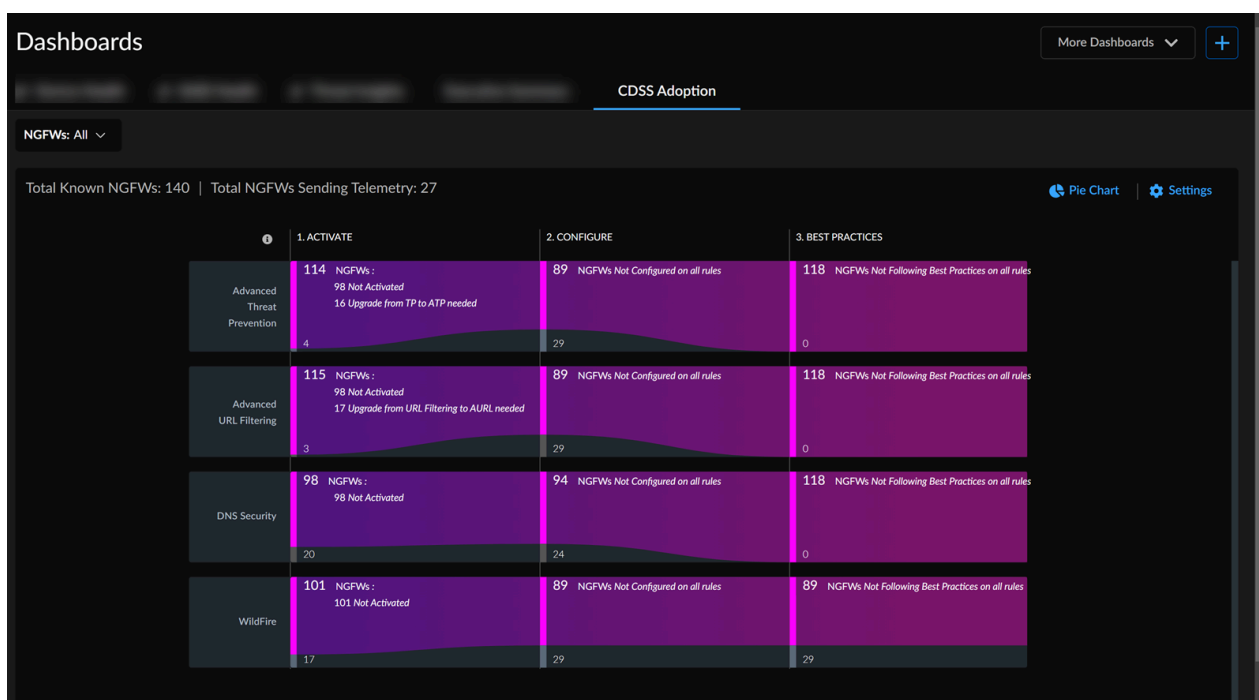 Dashboards
More Dashboards
CDSS Adoption
NGFWs: All
Total Known NGFWs: 140 | Total NGFWs Sending Telemetry: 27
Pie Chart | Settings
1. ACTIVATE
2. CONFIGURE
3. BEST PRACTICES
Advanced
Threat
Prevention
114 NGFWs :
98 Not Activated
16 Upgrade from TP to ATP needed
4
89 NGFWs Not Configured on all rules
29
118 NGFWs Not Following Best Practices on all rules
0
Advanced
URL Filtering
115 NGFWs :
98 Not Activated
17 Upgrade from URL Filtering to AURL needed
3
89 NGFWs Not Configured on all rules
29
118 NGFWs Not Following Best Practices on all rules
0
DNS Security
98 NGFWs :
98 Not Activated
20
94 NGFWs Not Configured on all rules
24
118 NGFWs Not Following Best Practices on all rules
0
WildFire
101 NGFWs :
101 Not Activated
17
89 NGFWs Not Configured on all rules
29
89 NGFWs Not Following Best Practices on all rules
29